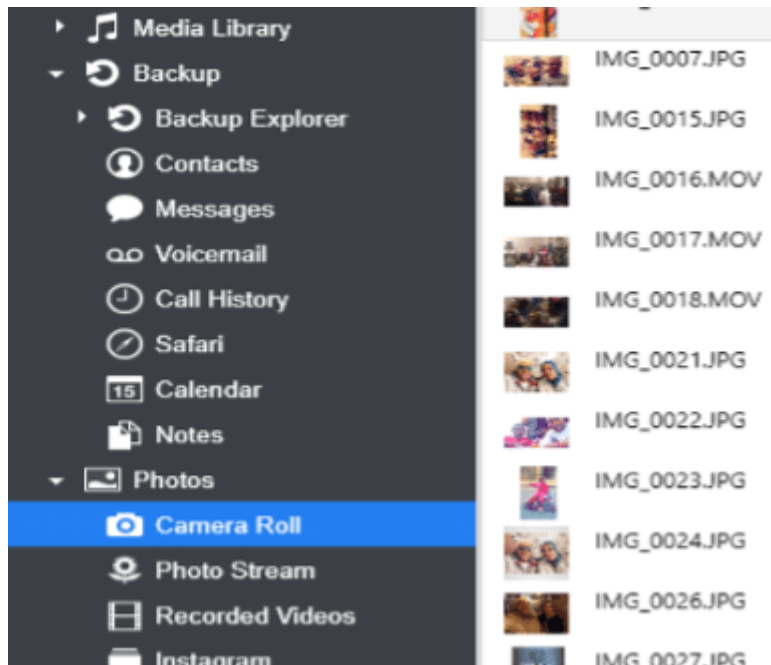 Media Library
Backup
Backup Explorer
Contacts
Messages
Voicemail
Call History
Safari
15 Calendar
Notes
Photos
Camera Roll
Photo Stream
Recorded Videos
Instagram
IMG_0007.JPG
IMG_0015.JPG
IMG_0016.MOV
IMG_0017.MOV
IMG_0018.MOV
IMG_0021.JPG
IMG_0022.JPG
IMG_0023.JPG
IMG_0024.JPG
IMG_0026.JPG
IMG_0027.JPG